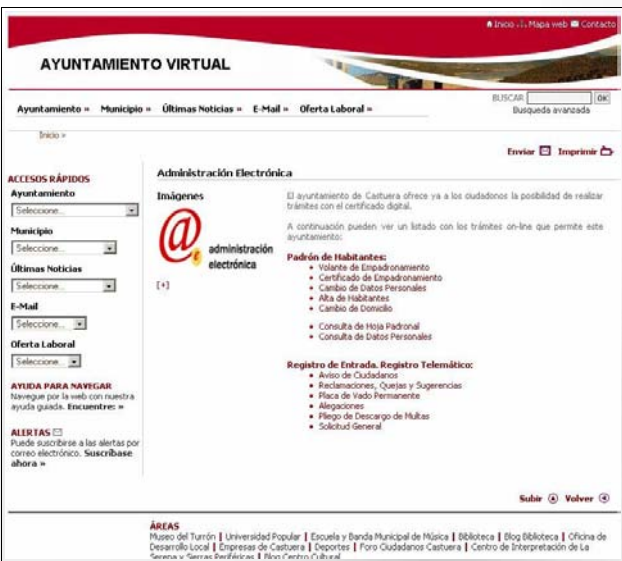 Inicio Mapa web Contacto
AYUNTAMIENTO VIRTUAL
BUSCAR OK
Ayuntamiento » Municipio » Últimas Noticias » E-Mail » Oferta Laboral »
Busqueda avanzada
Inicio »
Enviar Imprimir
ACCESOS RÁPIDOS
Ayuntamiento
Seleccione...
Municipio
Seleccione...
Últimas Noticias
Seleccione...
E-Mail
Seleccione...
Oferta Laboral
Seleccione...
AYUDA PARA NAVEGAR
Navegue por la web con nuestra
ayuda guiada. Encuentre: »
ALERTAS
Puede suscribirse a las alertas por
correo electrónico. Suscríbase
ahora »
Administración Electrónica
Imágenes
@
administración
electrónica
[+]
El ayuntamiento de Castuera ofrece ya a los ciudadonos la posibilidad de realizar
trámites con el certificado digital.
A continuación pueden ver un listado con los trámites on-line que permite este
ayuntamiento:
Padrón de Habitantes:
• Volante de Empadronamiento
• Certificado de Empadronamiento
• Cambio de Datos Personales
• Alta de Habitantes
• Cambio de Domicilio
• Consulta de Hoja Padronal
• Consulta de Datos Personales
Registro de Entrada. Registro Telemático:
• Aviso de Ciudadanos
• Reclamaciones, Quejas y Sugerencias
• Placa de Vado Permanente
• Alegaciones
• Pliego de Descargo de Multas
• Solicitud General
Subir Volver
ÁREAS
Museo del Turrón | Universidad Popular | Escuela y Banda Municipal de Música | Biblioteca | Blog Biblioteca | Oficina de
Desarrollo Local | Empresas de Castuera | Deportes | Foro Ciudadanos Castuera | Centro de Interpretación de La
Serena y Sierras Periféricas | Blog Centro Cultural